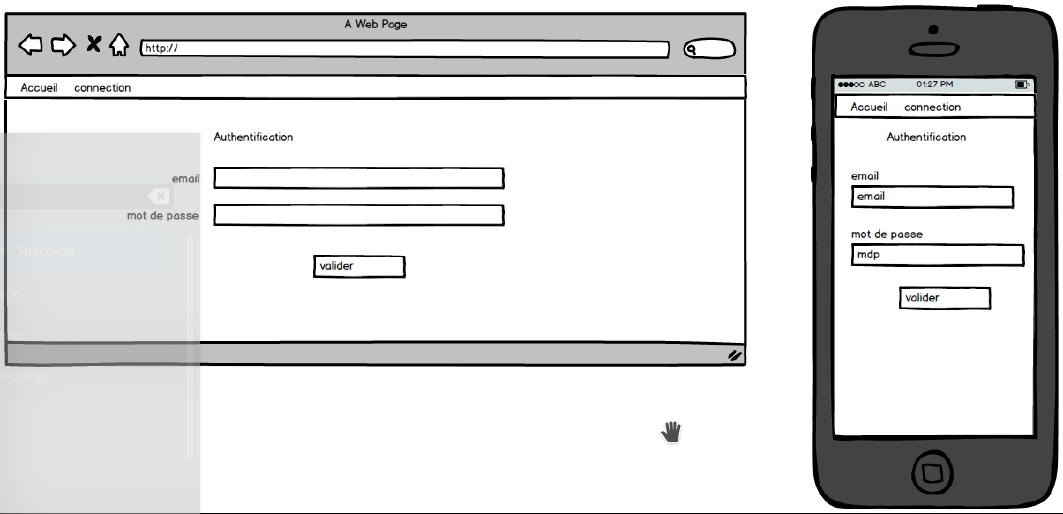 A Web Page
http://
Accueil connection
Authentification
email
mot de passe
valider
- Spectacle
ectacle
ABC 01:27 PM
Accueil connection
Authentification
email
email
mot de passe
mdp
valider